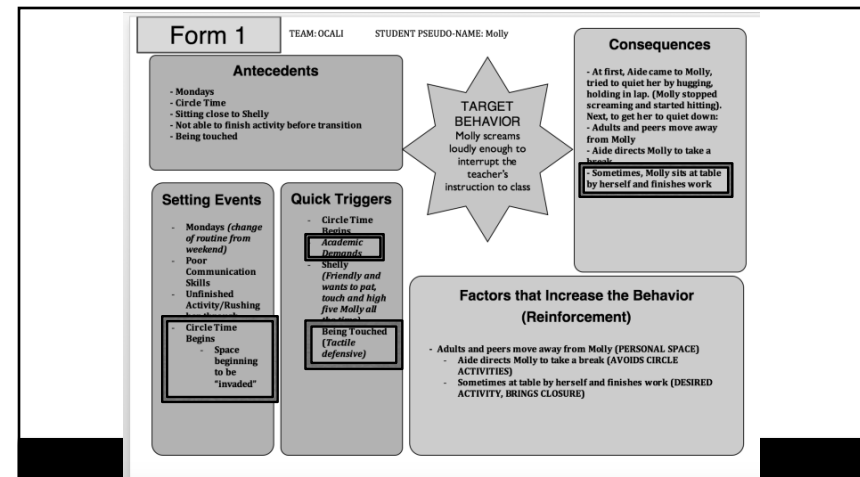 Form 1
TEAM: OCALI
STUDENT PSEUDO-NAME: Molly
Antecedents
- Mondays
- Circle Time
- Sitting close to Shelly
- Not able to finish activity before transition
- Being touched
TARGET
BEHAVIOR
Molly screams
loudly enough to
interrupt the
teacher's
instruction to class
Consequences
- At first, Aide came to Molly,
tried to quiet her by hugging,
holding in lap. (Molly stopped
screaming and started hitting).
Next, to get her to quiet down:
- Adults and peers move away
from Molly
- Aide directs Molly to take a
break
- Sometimes, Molly sits at table
by herself and finishes work
Setting Events
- Mondays (change
of routine from
weekend)
- Poor
Communication
Skills
- Unfinished
Activity/Rushing
- Circle Time
Begins
- Space
beginning
to be
"invaded"
Quick Triggers
- Circle Time
Begins
Academic
Demands
- Shelly
(Friendly and
wants to pat,
touch and high
five Molly all
the time)
Being Touched
(Tactile
defensive)
Factors that Increase the Behavior
(Reinforcement)
- Adults and peers move away from Molly (PERSONAL SPACE)
- Aide directs Molly to take a break (AVOIDS CIRCLE
ACTIVITIES)
- Sometimes at table by herself and finishes work (DESIRED
ACTIVITY, BRINGS CLOSURE)